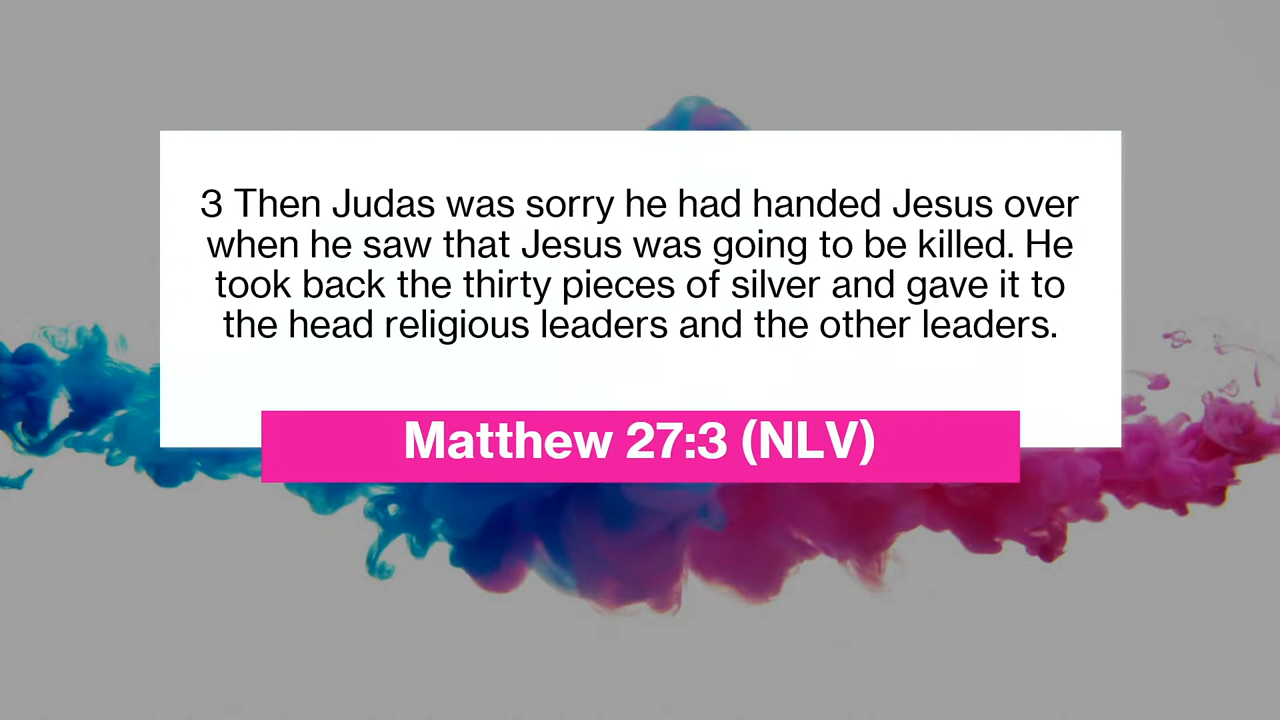 3 Then Judas was sorry he had handed Jesus over
when he saw that Jesus was going to be killed. He
took back the thirty pieces of silver and gave it to
the head religious leaders and the other leaders.
Matthew 27:3 (NLV)